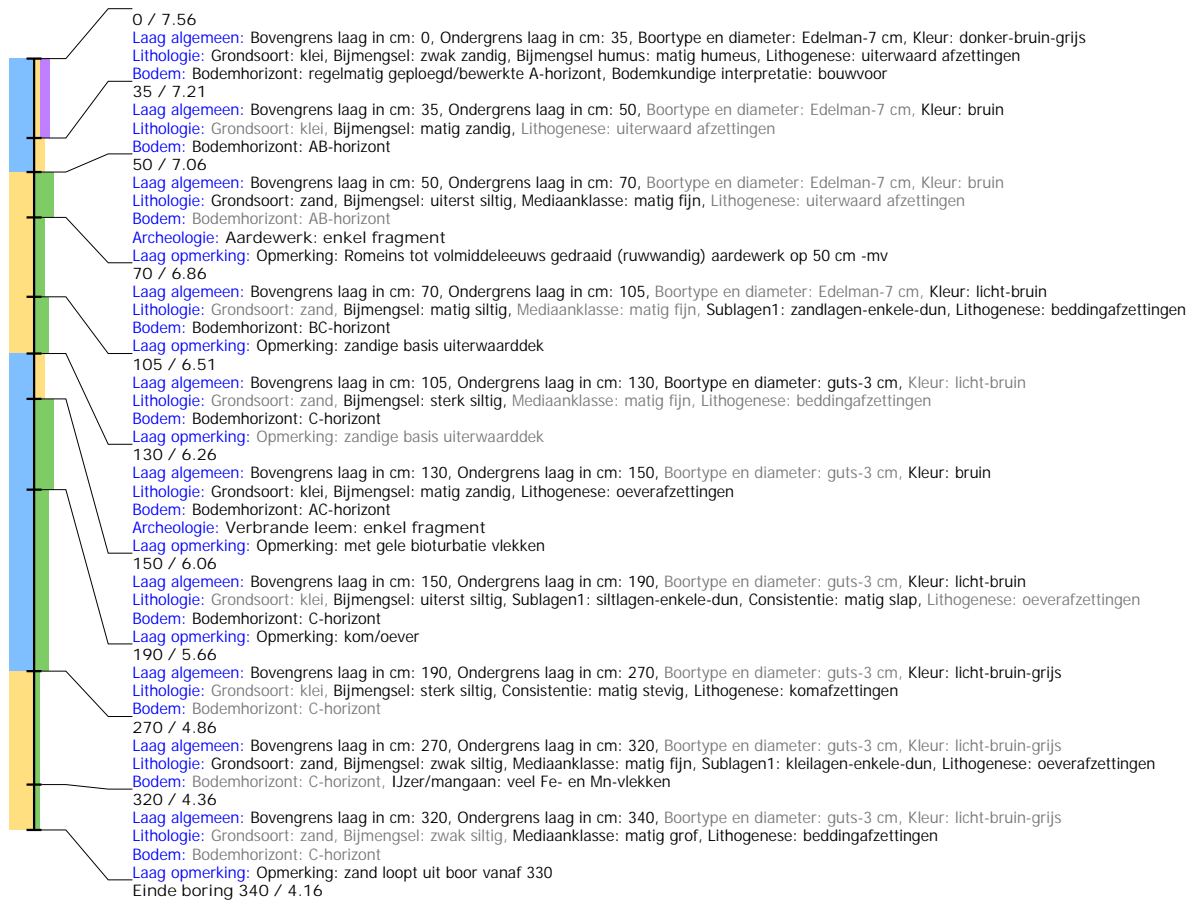 0 / 7.56
Laag algemeen: Bovengrens laag in cm: 0, Ondergrens laag in cm: 35, Boortype en diameter: Edelman-7 cm, Kleur: donker-bruin-grijs
Lithologie: Grondsoort: klei, Bijmengsel: zwak zandig, Bijmengsel humus: matig humeus, Lithogenese: uiterwaard afzettingen
Bodem: Bodemhorizont: regelmatig geploegd/bewerkte A-horizont, Bodemkundige interpretatie: bouwvoor
35 / 7.21
Laag algemeen: Bovengrens laag in cm: 35, Ondergrens laag in cm: 50, Boortype en diameter: Edelman-7 cm, Kleur: bruin
Lithologie: Grondsoort: klei, Bijmengsel: matig zandig, Lithogenese: uiterwaard afzettingen
Bodem: Bodemhorizont: AB-horizont
50 / 7.06
Laag algemeen: Bovengrens laag in cm: 50, Ondergrens laag in cm: 70, Boortype en diameter: Edelman-7 cm, Kleur: bruin
Lithologie: Grondsoort: zand, Bijmengsel: uiterst siltig, Mediaanklasse: matig fijn, Lithogenese: uiterwaard afzettingen
Bodem: Bodemhorizont: AB-horizont
Archeologie: Aardewerk: enkel fragment
Laag opmerking: Opmerking: Romeins tot volmiddeleeuws gedraaid (ruwwandig) aardewerk op 50 cm -mv
70 / 6.86
Laag algemeen: Bovengrens laag in cm: 70, Ondergrens laag in cm: 105, Boortype en diameter: Edelman-7 cm, Kleur: licht-bruin
Lithologie: Grondsoort: zand, Bijmengsel: matig siltig, Mediaanklasse: matig fijn, Sublagen1: zandlagen-enkele-dun, Lithogenese: beddingafzettingen
Bodem: Bodemhorizont: BC-horizont
Laag opmerking: Opmerking: zandige basis uiterwaarddek
105 / 6.51
Laag algemeen: Bovengrens laag in cm: 105, Ondergrens laag in cm: 130, Boortype en diameter: guts-3 cm, Kleur: licht-bruin
Lithologie: Grondsoort: zand, Bijmengsel: sterk siltig, Mediaanklasse: matig fijn, Lithogenese: beddingafzettingen
Bodem: Bodemhorizont: C-horizont
Laag opmerking: Opmerking: zandige basis uiterwaarddek
130 / 6.26
Laag algemeen: Bovengrens laag in cm: 130, Ondergrens laag in cm: 150, Boortype en diameter: guts-3 cm, Kleur: bruin
Lithologie: Grondsoort: klei, Bijmengsel: matig zandig, Lithogenese: oeverafzettingen
Bodem: Bodemhorizont: AC-horizont
Archeologie: Verbrande leem: enkel fragment
Laag opmerking: Opmerking: met gele bioturbatie vlekken
150 / 6.06
Laag algemeen: Bovengrens laag in cm: 150, Ondergrens laag in cm: 190, Boortype en diameter: guts-3 cm, Kleur: licht-bruin
Lithologie: Grondsoort: klei, Bijmengsel: uiterst siltig, Sublagen1: siltlagen-enkele-dun, Consistentie: matig slap, Lithogenese: oeverafzettingen
Bodem: Bodemhorizont: C-horizont
Laag opmerking: Opmerking: kom/oever
190 / 5.66
Laag algemeen: Bovengrens laag in cm: 190, Ondergrens laag in cm: 270, Boortype en diameter: guts-3 cm, Kleur: licht-bruin-grijs
Lithologie: Grondsoort: klei, Bijmengsel: sterk siltig, Consistentie: matig stevig, Lithogenese: komafzettingen
Bodem: Bodemhorizont: C-horizont
270 / 4.86
Laag algemeen: Bovengrens laag in cm: 270, Ondergrens laag in cm: 320, Boortype en diameter: guts-3 cm, Kleur: licht-bruin-grijs
Lithologie: Grondsoort: zand, Bijmengsel: zwak siltig, Mediaanklasse: matig fijn, Sublagen1: kleilagen-enkele-dun, Lithogenese: oeverafzettingen
Bodem: Bodemhorizont: C-horizont, IJzer/mangaan: veel Fe- en Mn-vlekken
320 / 4.36
Laag algemeen: Bovengrens laag in cm: 320, Ondergrens laag in cm: 340, Boortype en diameter: guts-3 cm, Kleur: licht-bruin-grijs
Lithologie: Grondsoort: zand, Bijmengsel: zwak siltig, Mediaanklasse: matig grof, Lithogenese: beddingafzettingen
Bodem: Bodemhorizont: C-horizont
Laag opmerking: Opmerking: zand loopt uit boor vanaf 330
Einde boring 340 / 4.16